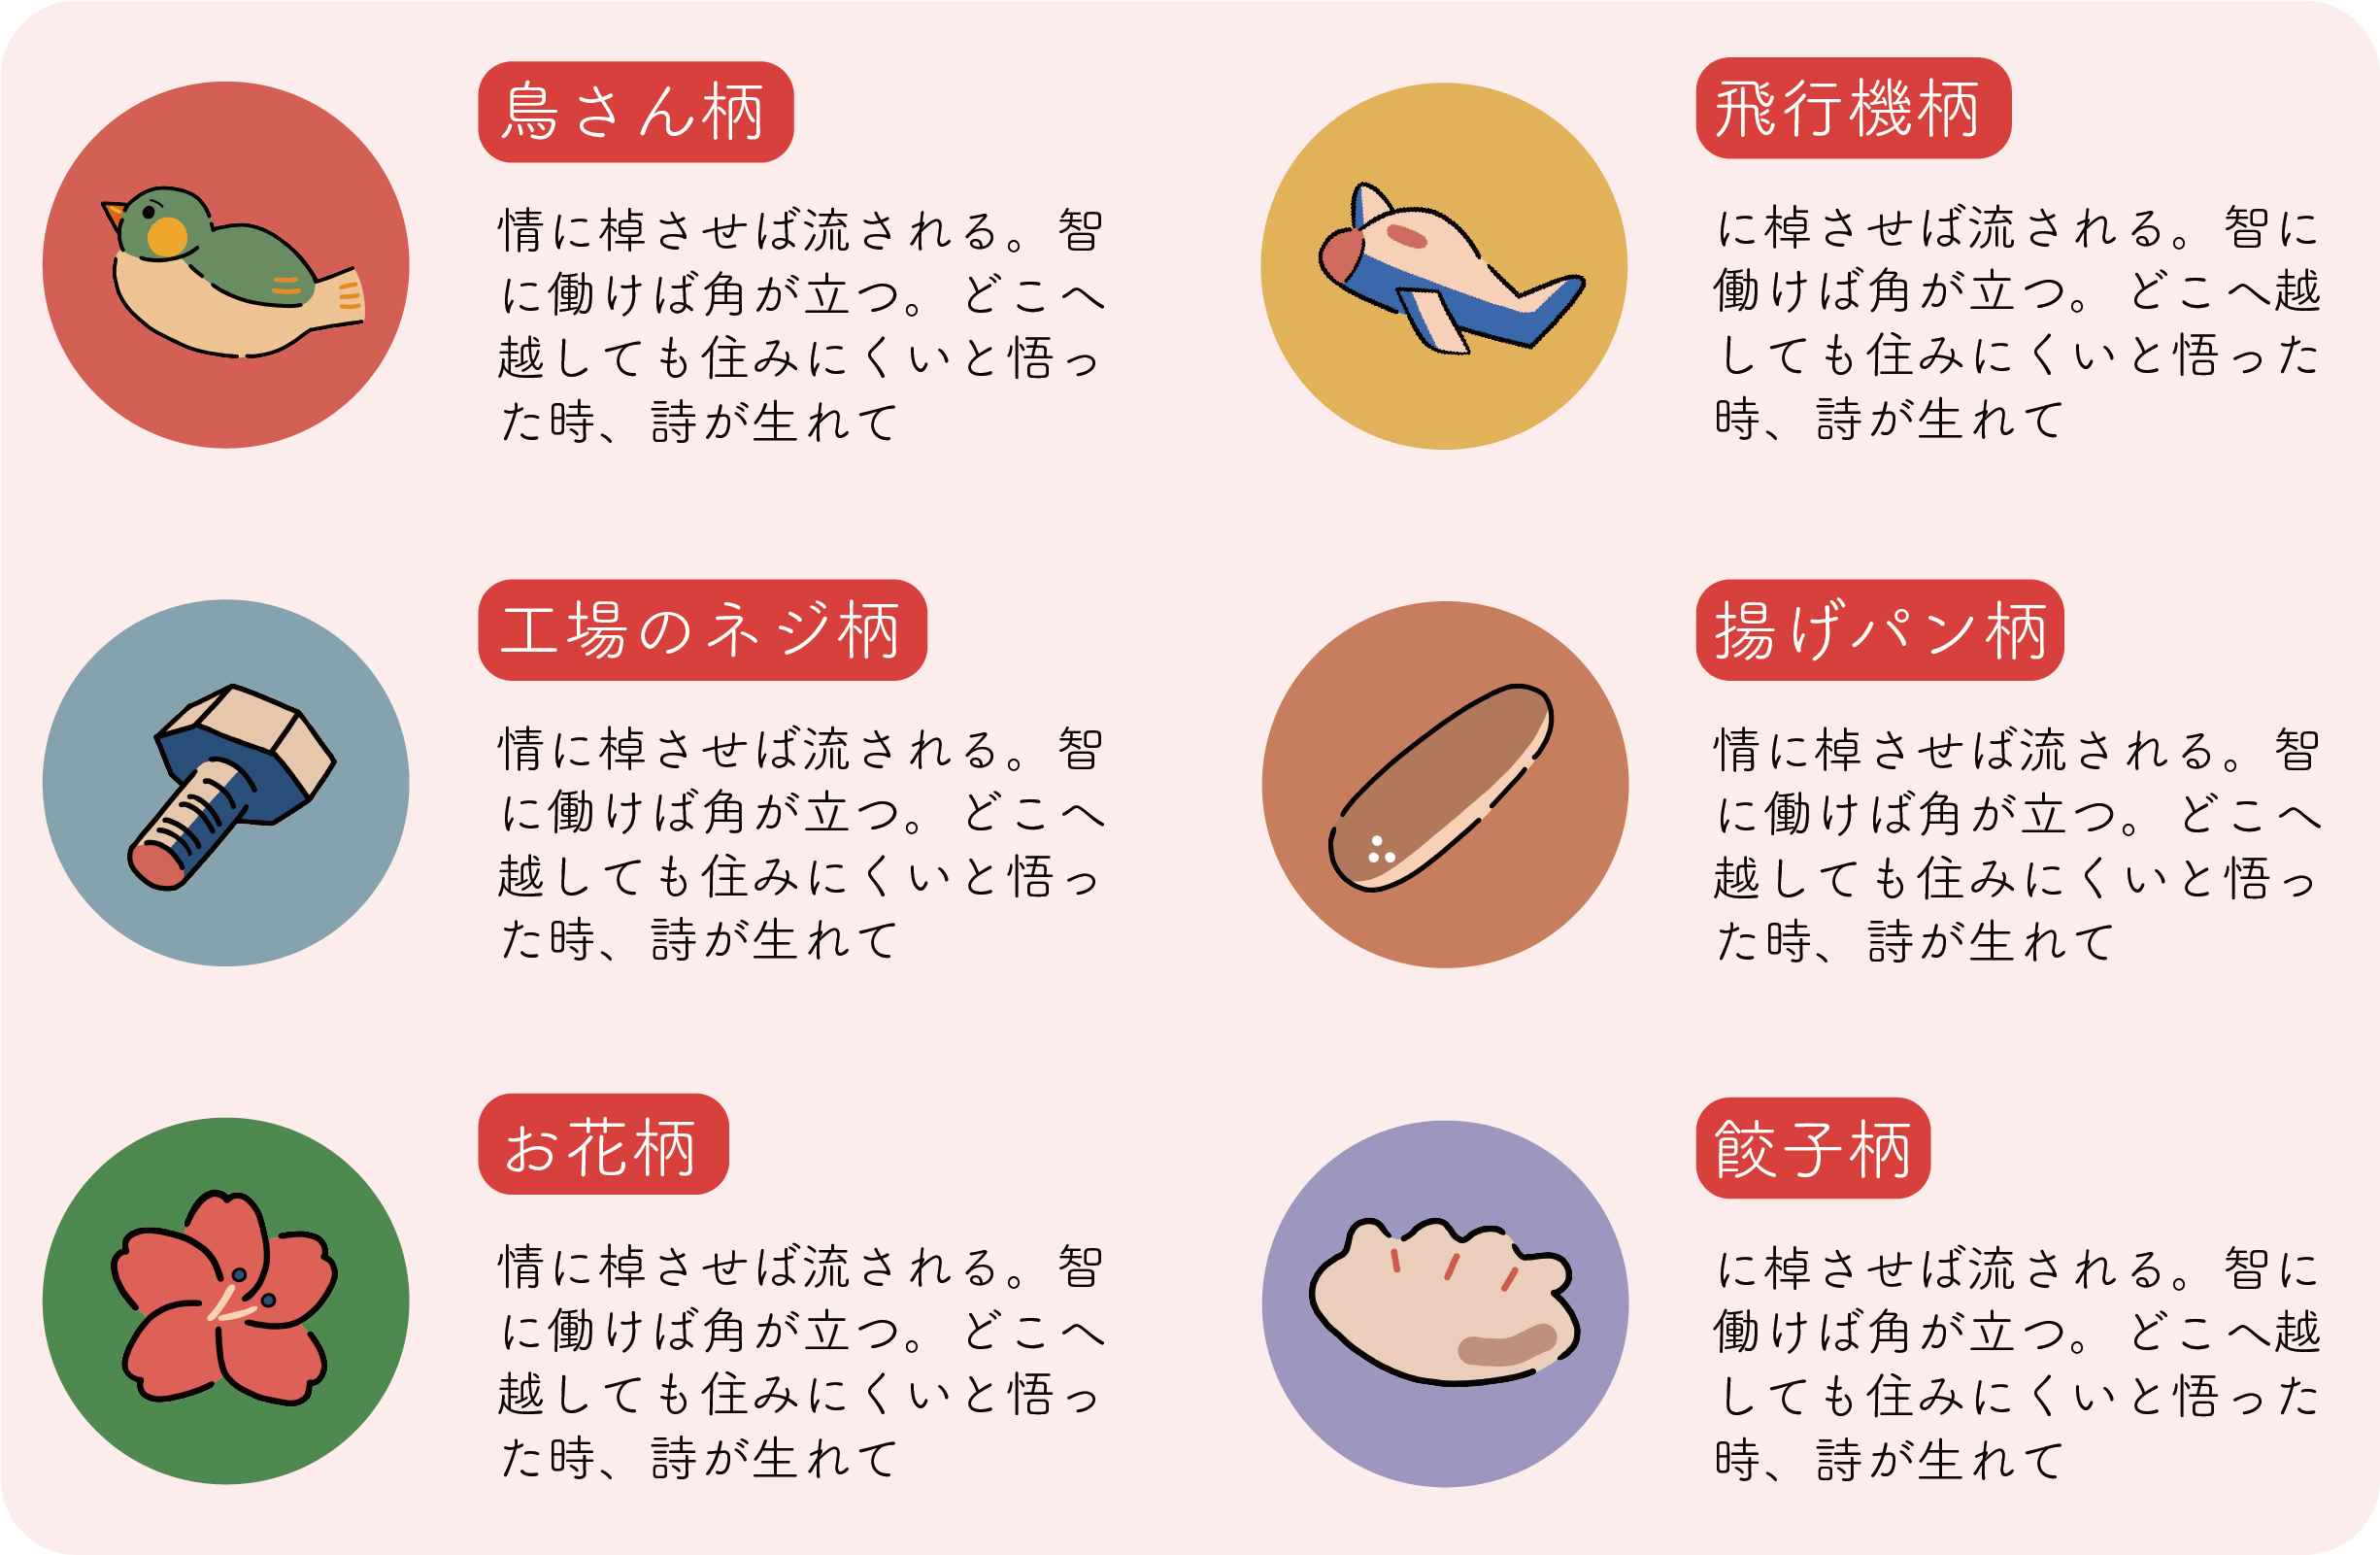 鳥さん柄
情に棹させば流される。智
に働けば角が立つ。どこへ
越しても住みにくいと悟っ
た時、詩が生れて
飛行機柄
に棹させば流される。智に
働けば角が立つ。どこへ越
しても住みにくいと悟った
時、詩が生れて
工場のネジ柄
情に棹させば流される。智
に働けば角が立つ。どこへ
越しても住みにくいと悟っ
た時、詩が生れて
揚げパン柄
情に棹させば流される。智
に働けば角が立つ。どこへ
越しても住みにくいと悟っ
た時、詩が生れて
お花柄
情に棹させば流される。智
に働けば角が立つ。どこへ
越しても住みにくいと悟っ
た時、詩が生れて
餃子柄
に棹させば流される。智に
働けば角が立つ。どこへ越
しても住みにくいと悟った
時、詩が生れて